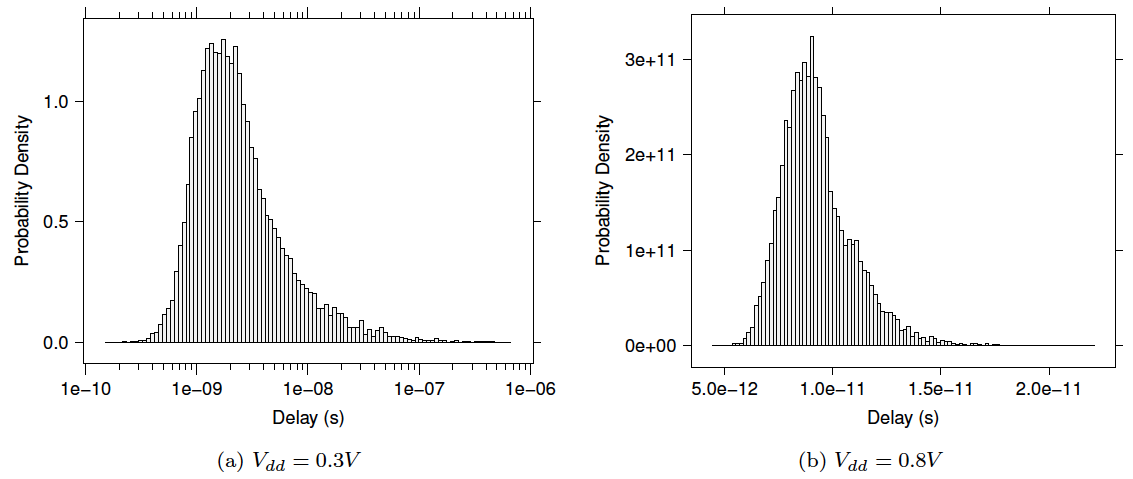 Probability Density
1.0
0.5
0.0
1e−10
1e−09
1e−08
1e−07
1e−06
Delay (s)
(a) Vdd = 0.3V
Probability Density
3e+11
2e+11
1e+11
0e+00
5.0e−12
1.0e−11
1.5e−11
2.0e−11
Delay (s)
(b) Vdd = 0.8V